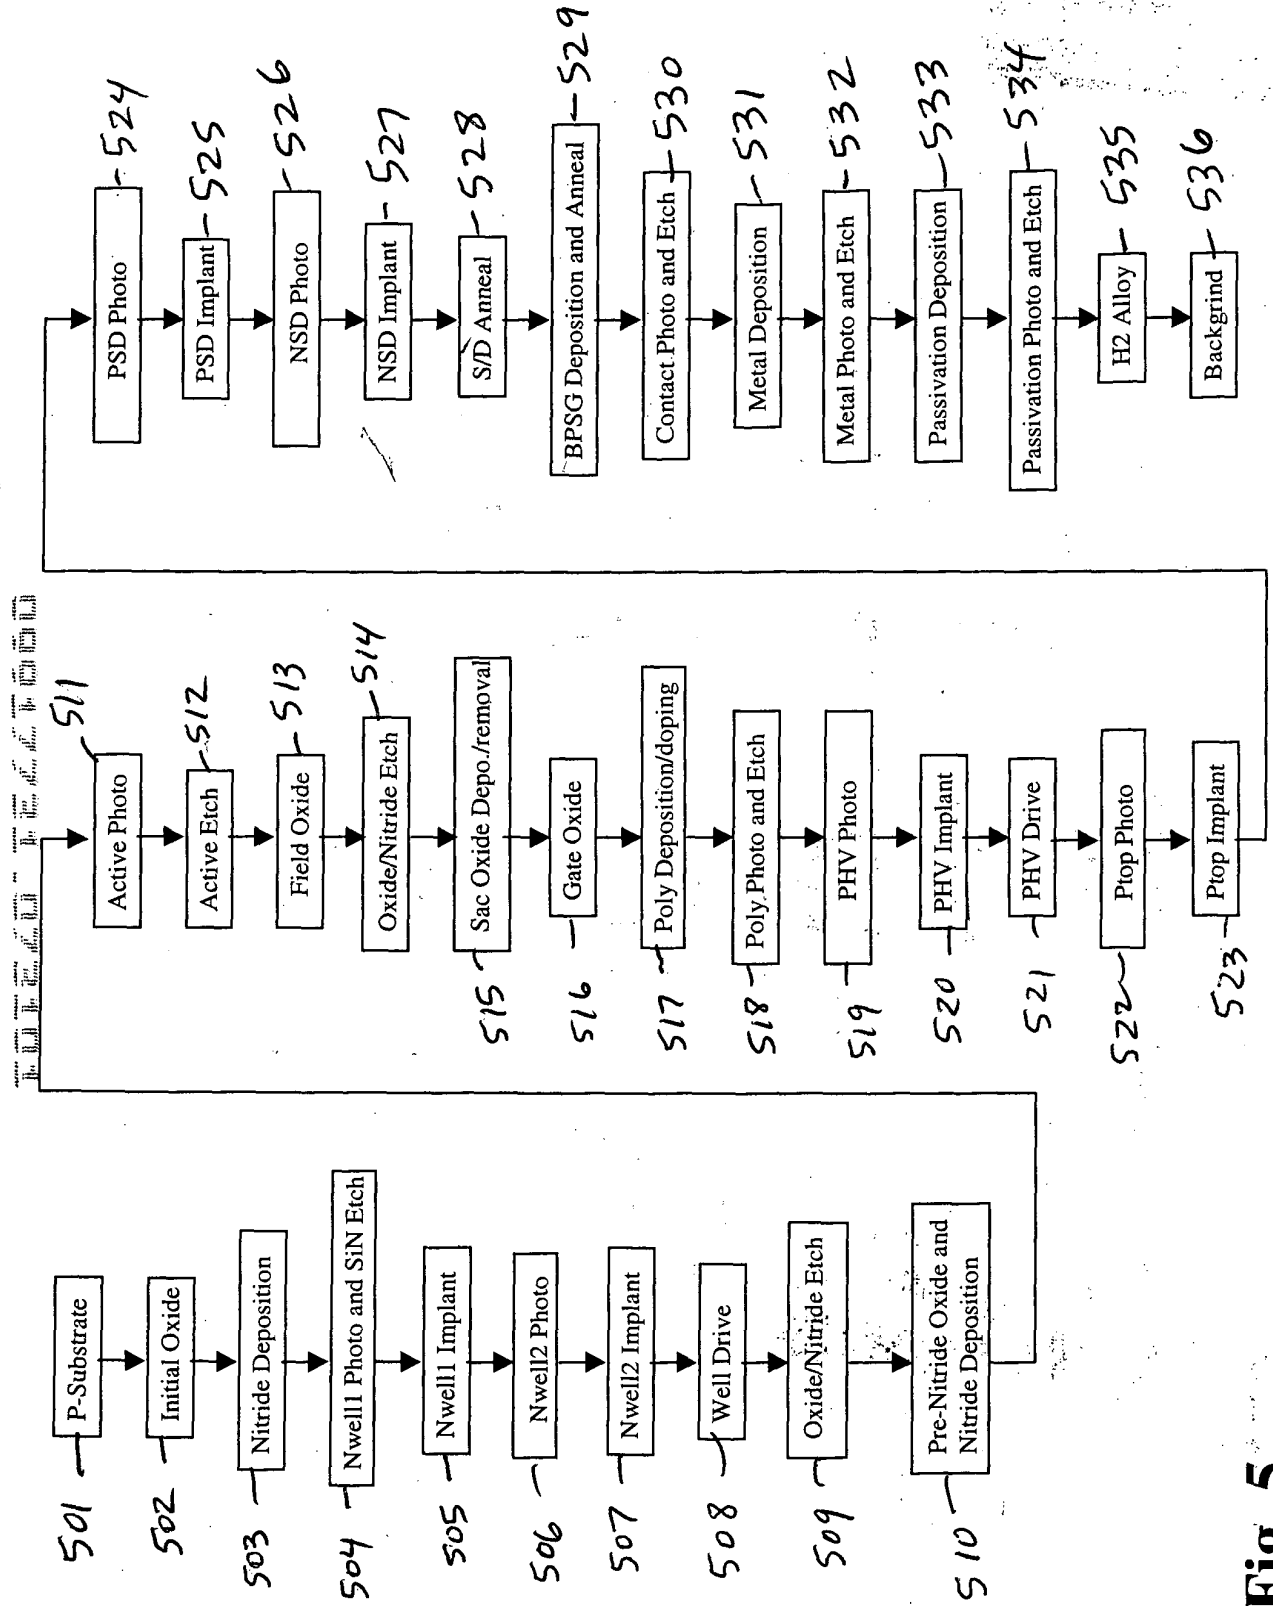 501
P-Substrate
502
Initial Oxide
503
Nitride Deposition
504
Nwell1 Photo and SiN Etch
505
Nwell1 Implant
506
Nwell2 Photo
507
Nwell2 Implant
508
Well Drive
509
Oxide/Nitride Etch
510
Pre-Nitride Oxide and
Nitride Deposition
511
Active Photo
512
Active Etch
513
Field Oxide
514
Oxide/Nitride Etch
515
Sac Oxide Depo./removal
516
Gate Oxide
517
Poly Deposition/doping
518
Poly Photo and Etch
519
PHV Photo
520
PHV Implant
521
PHV Drive
522
Ptop Photo
523
Ptop Implant
PSD Photo
524
PSD Implant
525
NSD Photo
526
NSD Implant
527
S/D Anneal
528
BPSG Deposition and Anneal
529
Contact Photo and Etch
530
Metal Deposition
531
Metal Photo and Etch
532
Passivation Deposition
533
Passivation Photo and Etch
534
H2 Alloy
535
Backgrind
536
Fig. 5